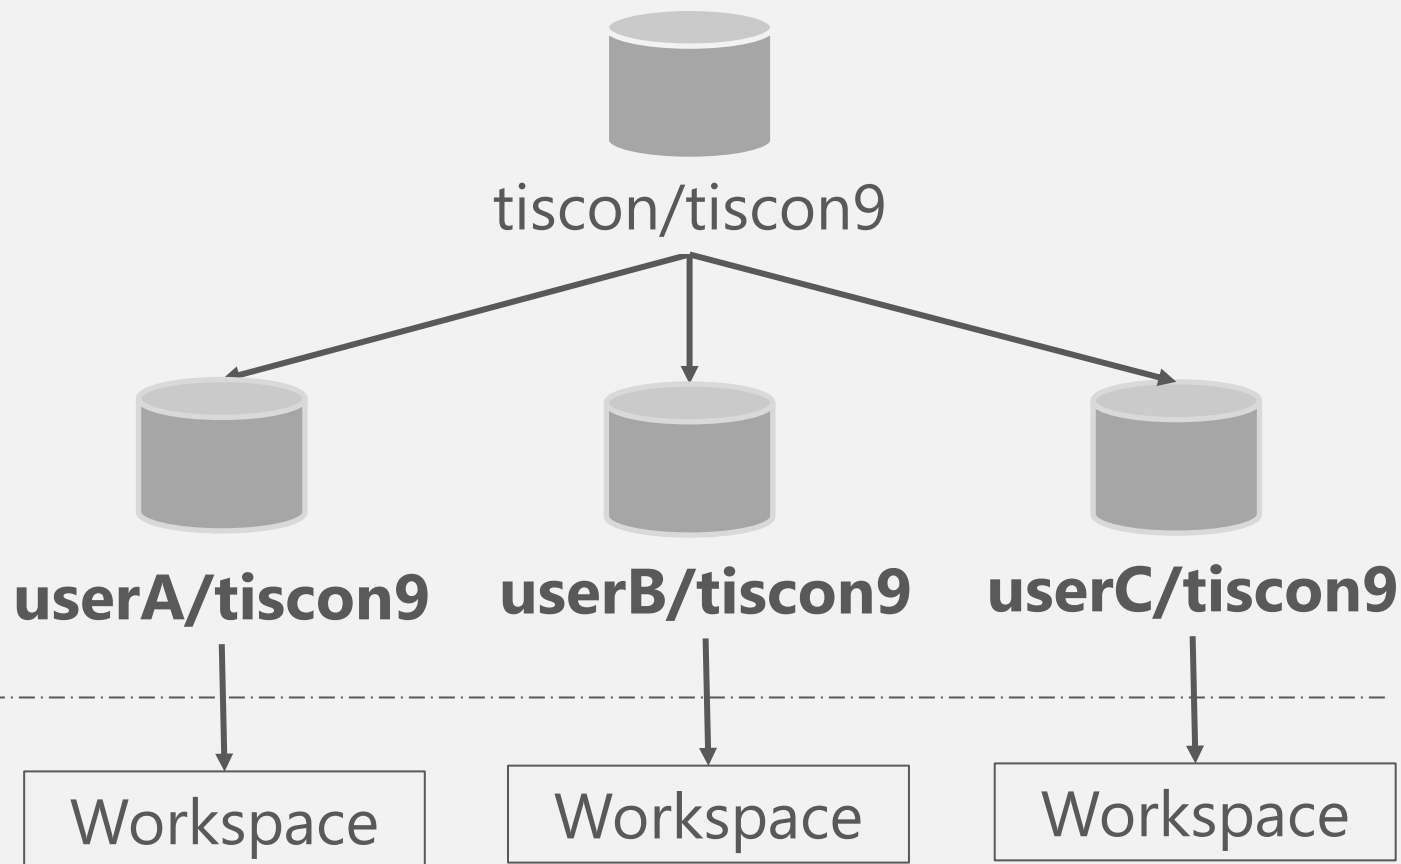 tiscon/tiscon9
userA/tiscon9
userB/tiscon9
userC/tiscon9
Workspace
Workspace
Workspace